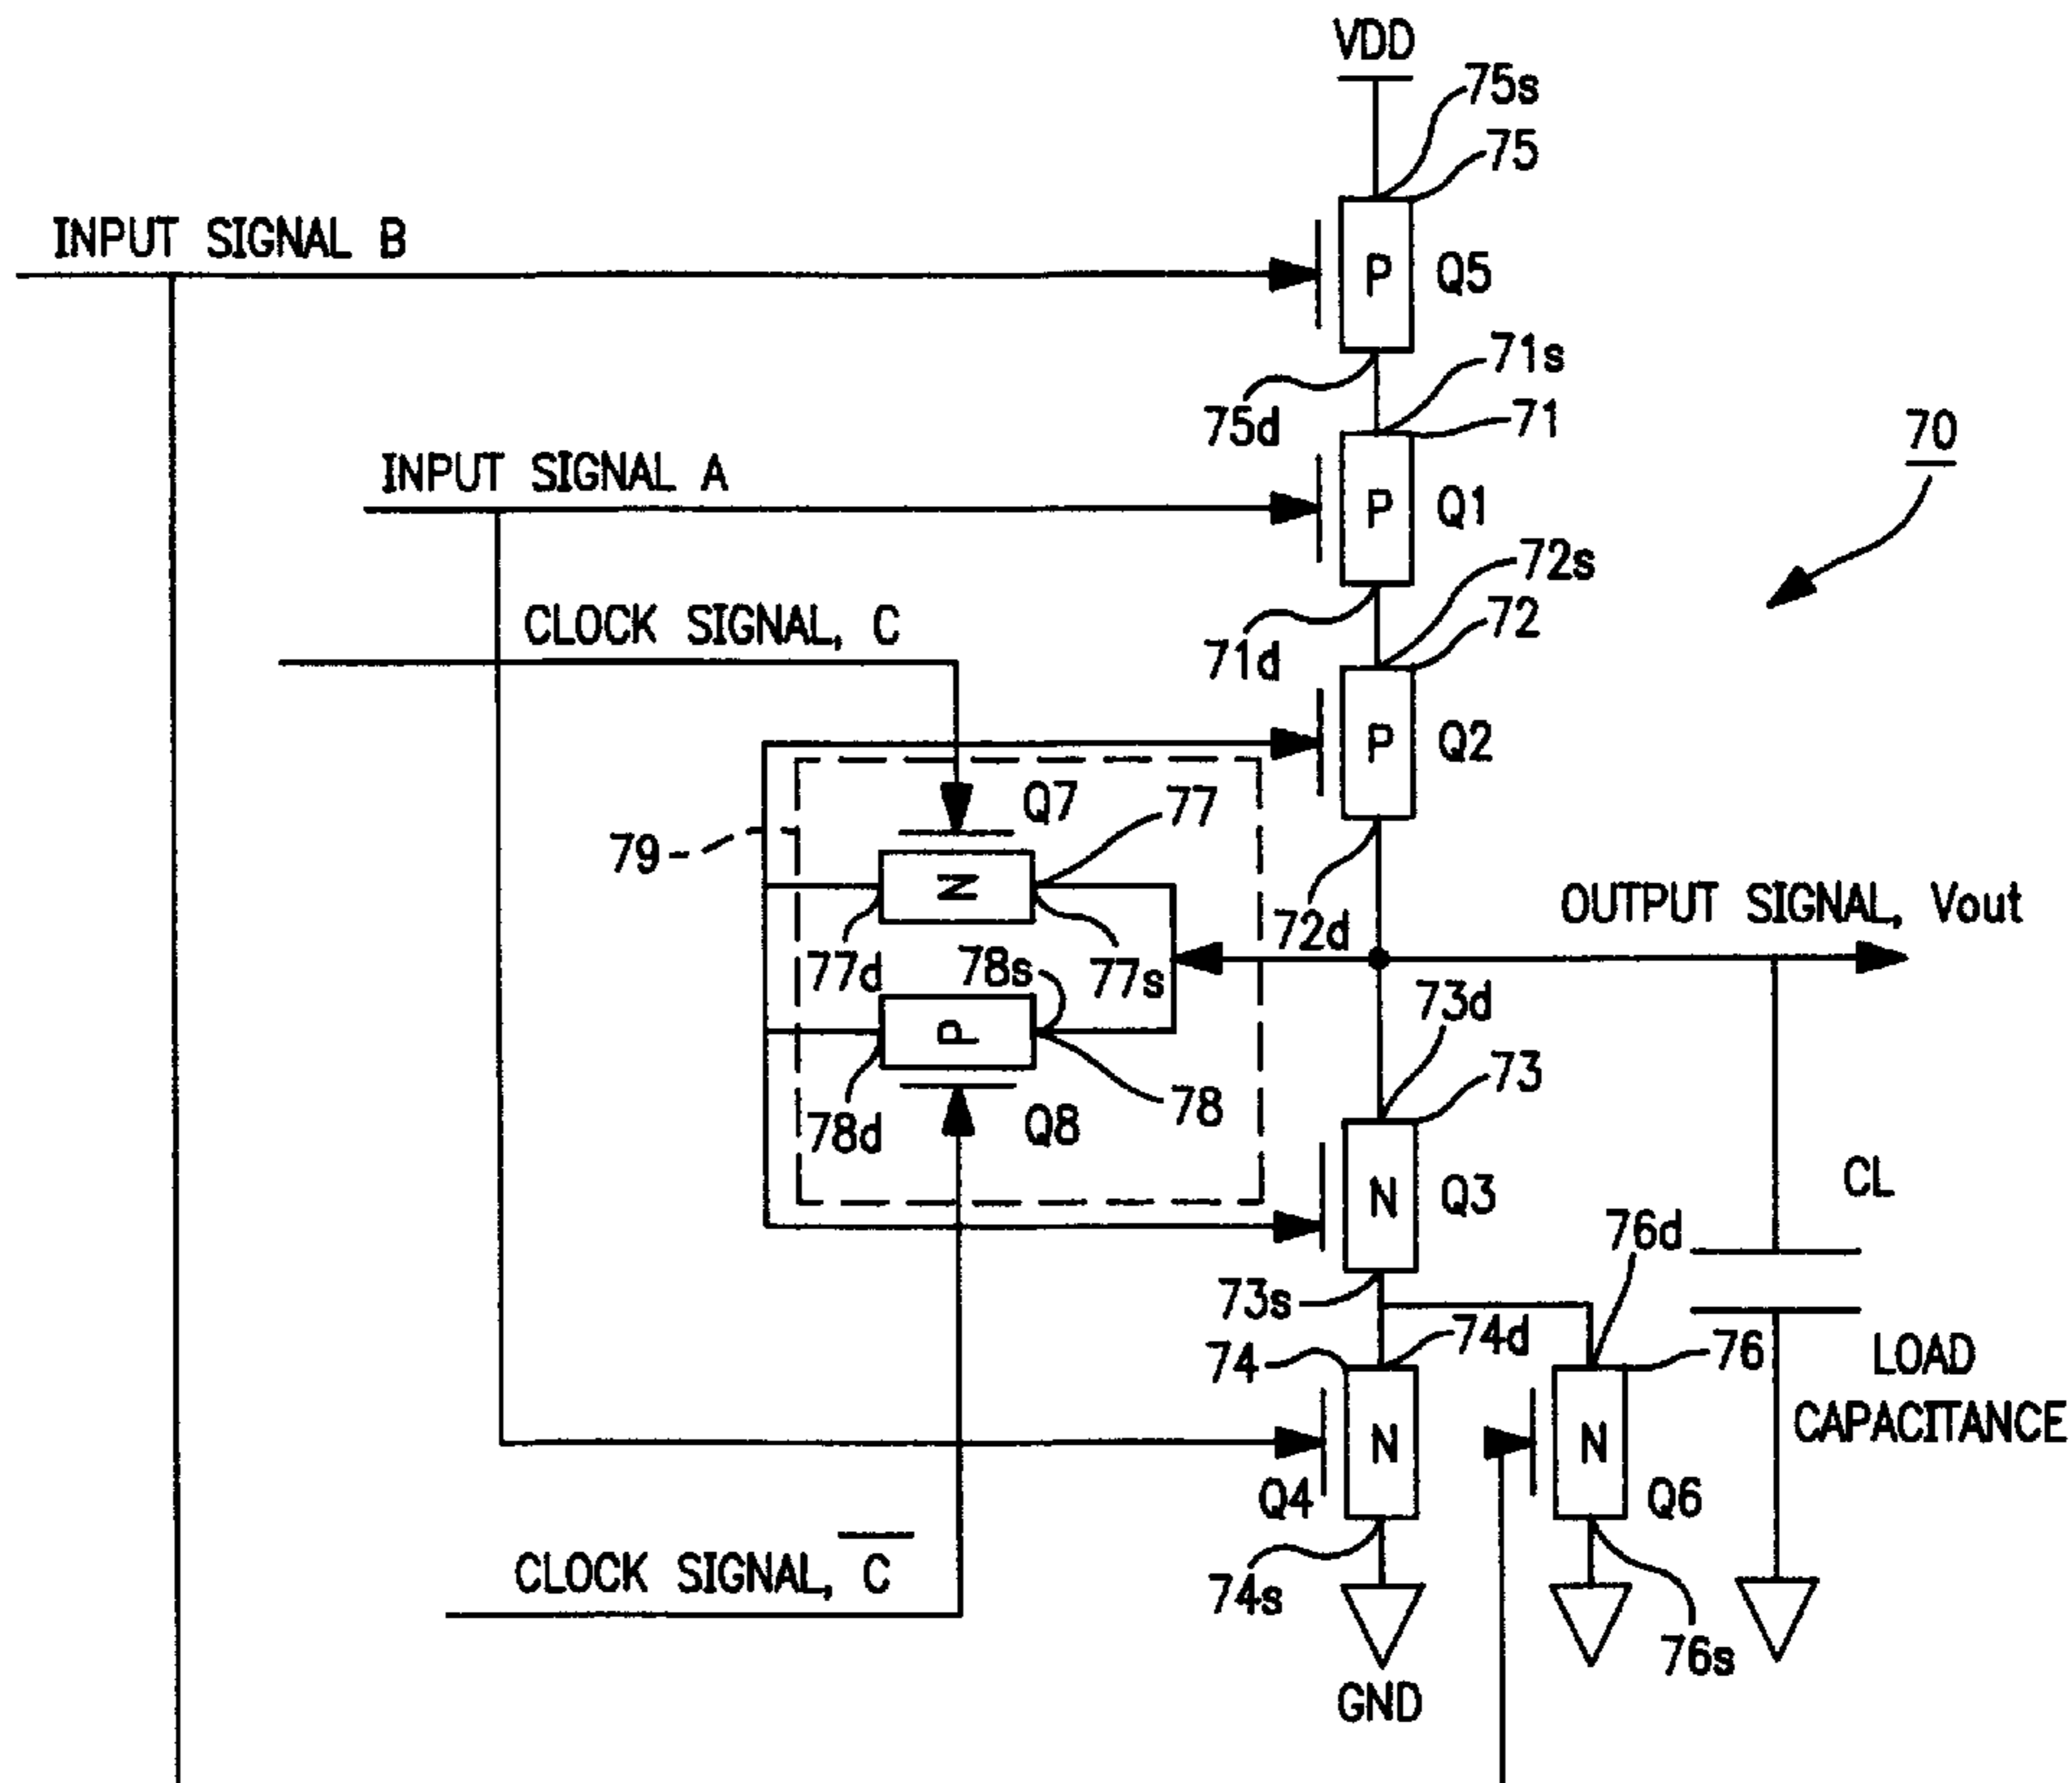 VDD
75s
75
INPUT SIGNAL B
P
Q5
71s
75d
71
70
INPUT SIGNAL A
P
Q1
72s
72
CLOCK SIGNAL, C
71d
P
Q2
Q7
77
79
N
OUTPUT SIGNAL, Vout
72d
77d
78s
77s
73d
P
73
78
78d
Q8
CL
N
Q3
76d
73s
74d
74
76
LOAD
CAPACITANCE
N
N
Q4
Q6
CLOCK SIGNAL, C̅
74s
76s
GND